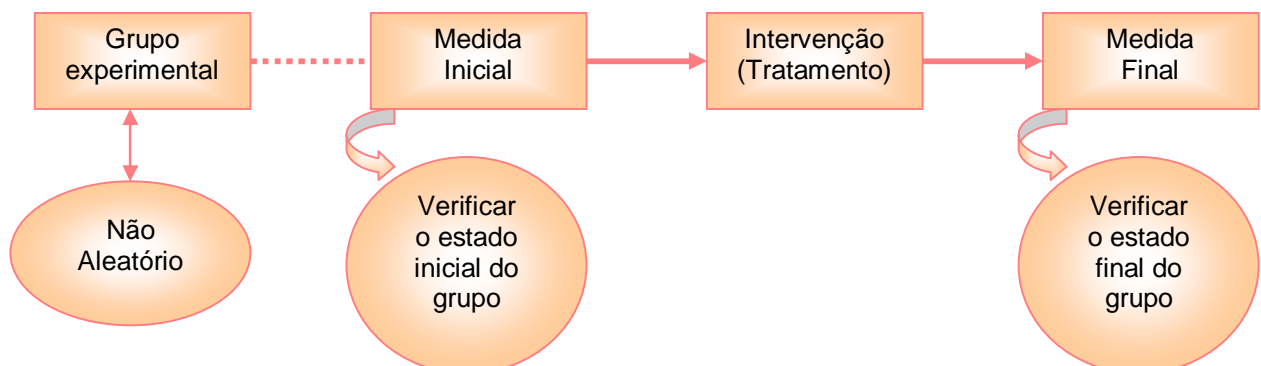 Grupo
experimental
Medida
Inicial
Intervenção
(Tratamento)
Medida
Final
Não
Aleatório
Verificar
o estado
inicial do
grupo
Verificar
o estado
final do
grupo